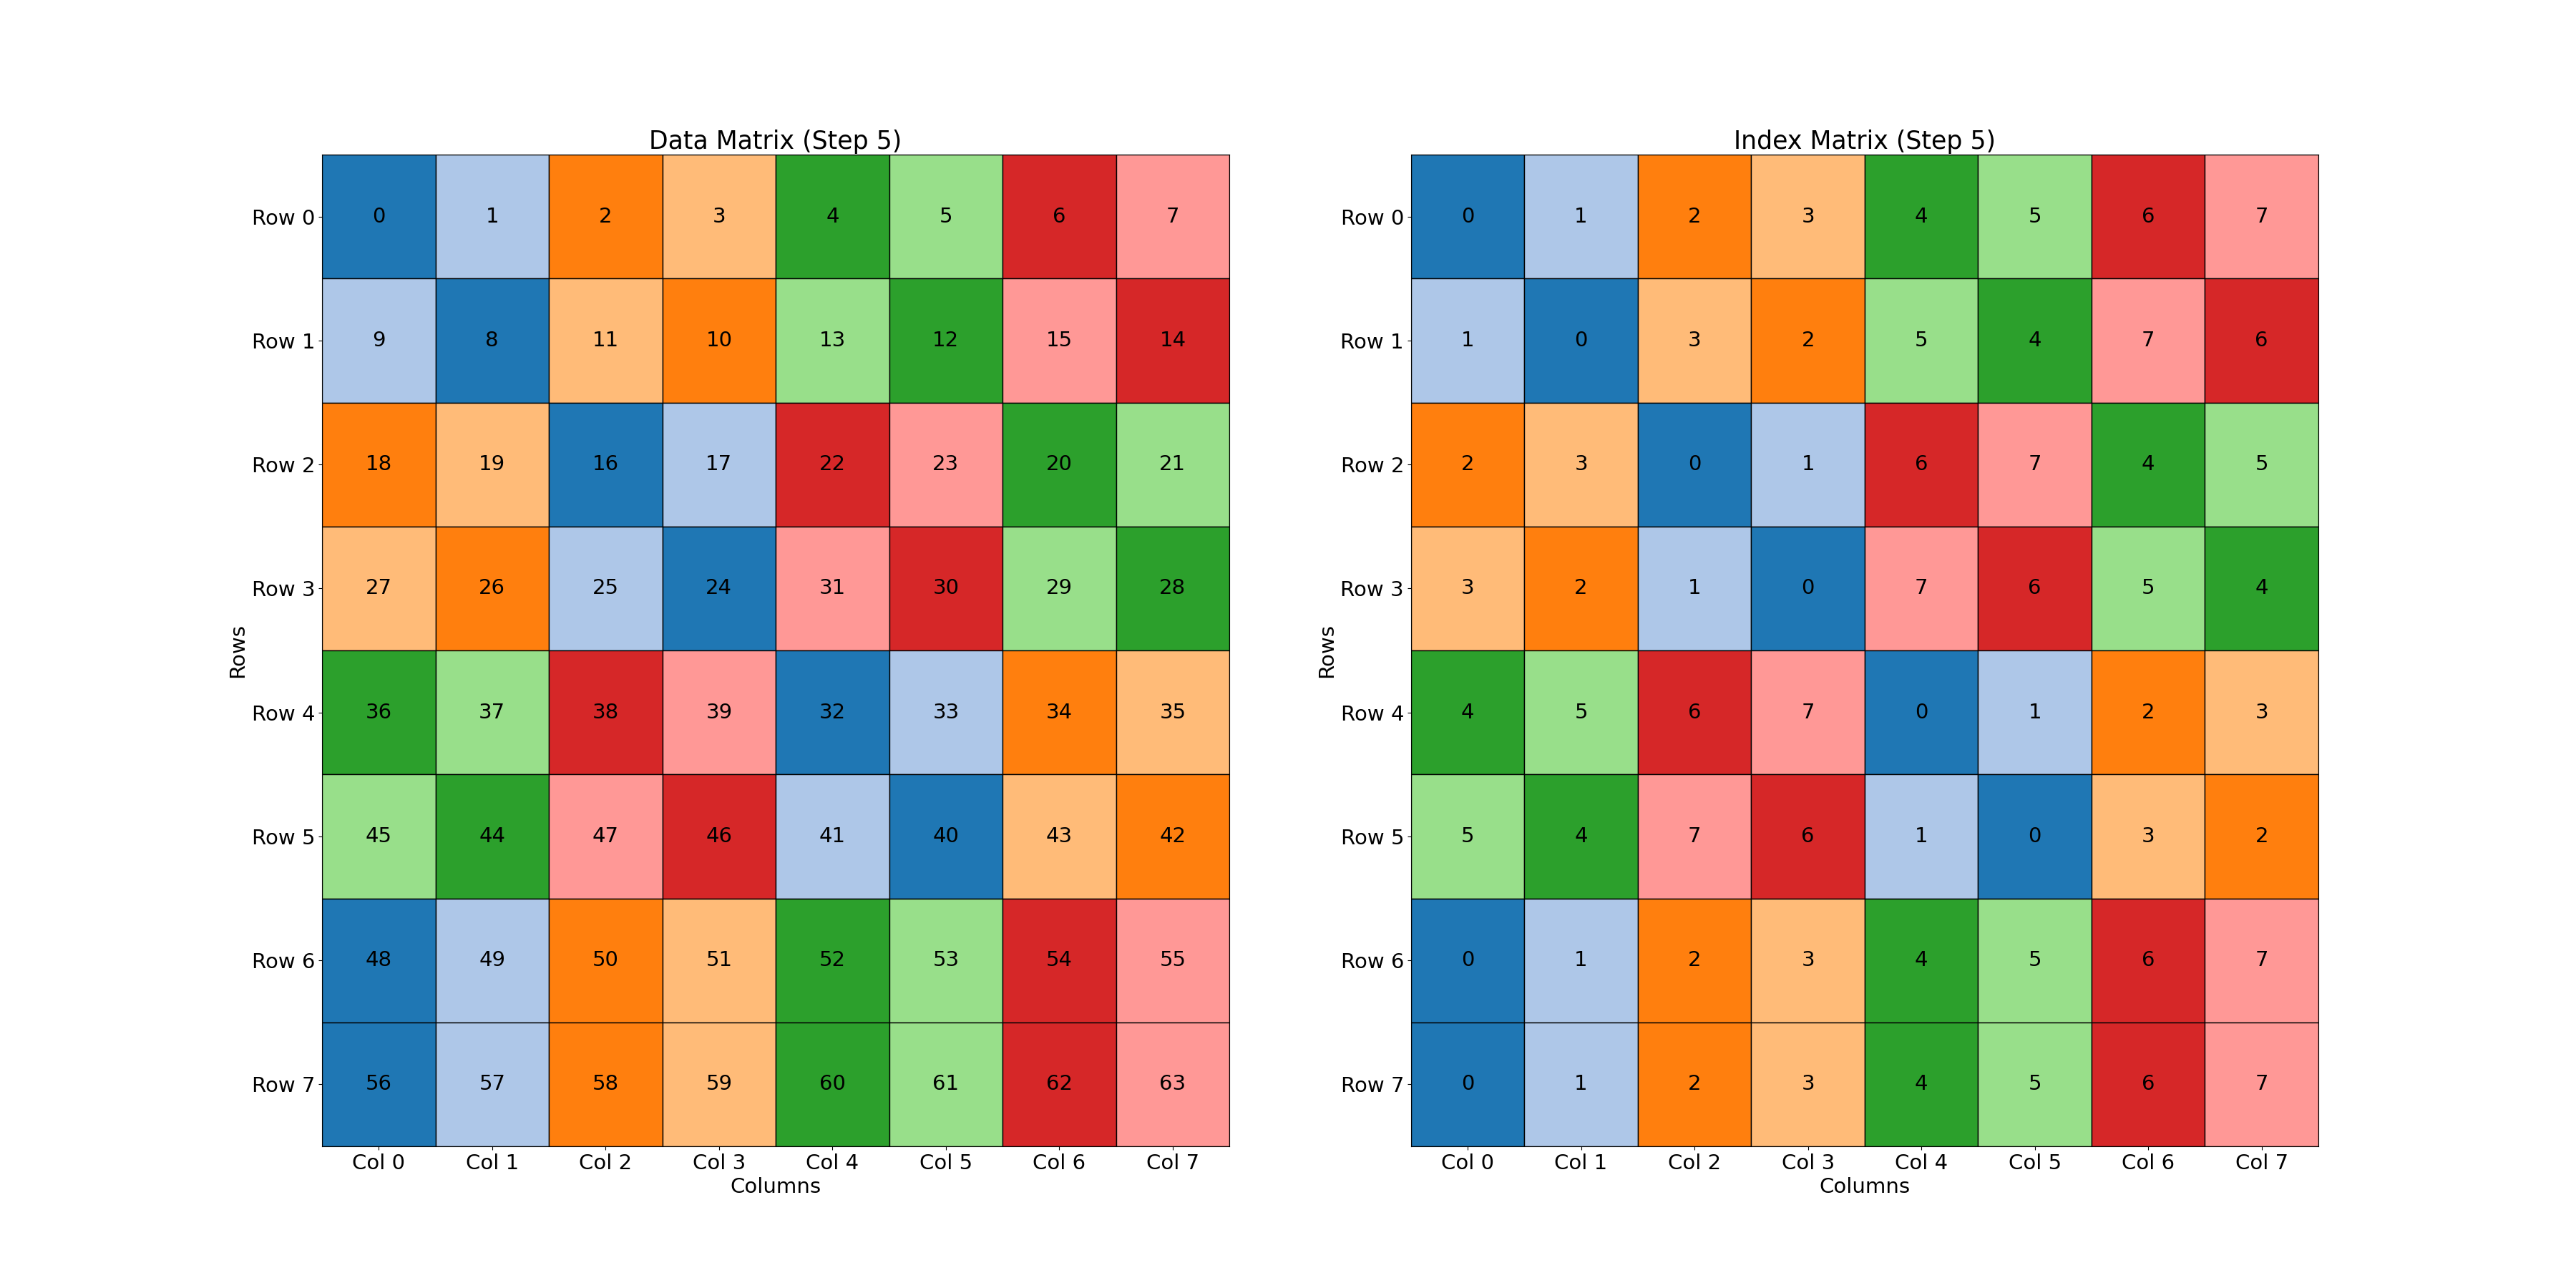 Data Matrix (Step 5)
Row 0 0 1 2 3 4 5 6 7
Row 1 9 8 11 10 13 12 15 14
Row 2 18 19 16 17 22 23 20 21
Row 3 27 26 25 24 31 30 29 28
Rows
Row 4 36 37 38 39 32 33 34 35
Row 5 45 44 47 46 41 40 43 42
Row 6 48 49 50 51 52 53 54 55
Row 7 56 57 58 59 60 61 62 63
Col 0 Col 1 Col 2 Col 3 Col 4 Col 5 Col 6 Col 7
Columns
Index Matrix (Step 5)
Row 0 0 1 2 3 4 5 6 7
Row 1 1 0 3 2 5 4 7 6
Row 2 2 3 0 1 6 7 4 5
Row 3 3 2 1 0 7 6 5 4
Rows
Row 4 4 5 6 7 0 1 2 3
Row 5 5 4 7 6 1 0 3 2
Row 6 0 1 2 3 4 5 6 7
Row 7 0 1 2 3 4 5 6 7
Col 0 Col 1 Col 2 Col 3 Col 4 Col 5 Col 6 Col 7
Columns